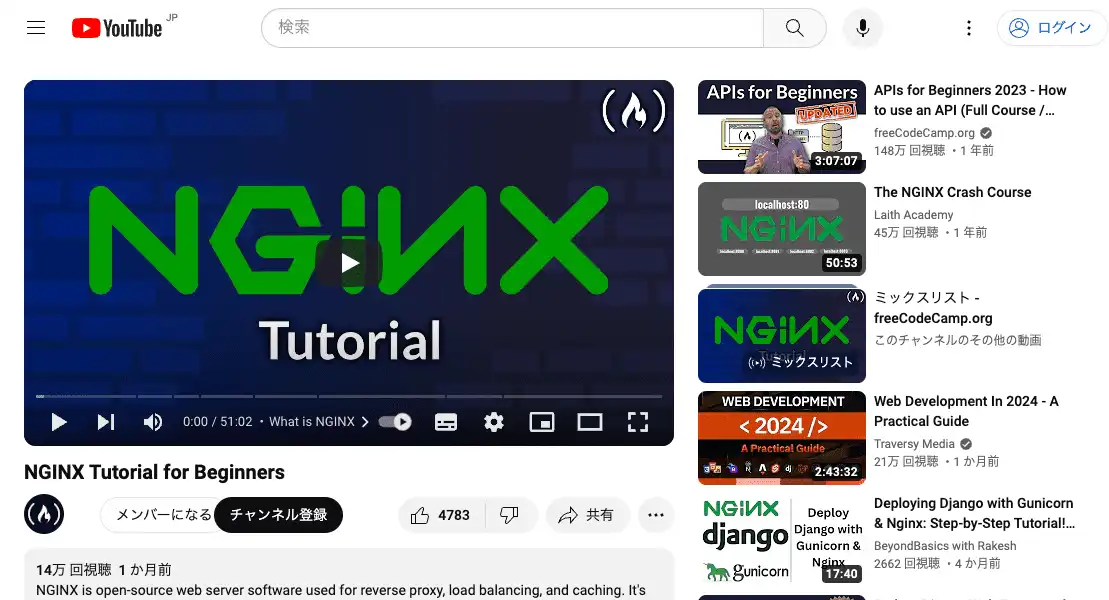 YouTube JP
検索
ログイン
NGINX
Tutorial
0:00 / 51:02 ・ What is NGINX
NGINX Tutorial for Beginners
メンバーになる
チャンネル登録
4783
共有
14万 回視聴 1 か月前
NGINX is open-source web server software used for reverse proxy, load balancing, and caching. It's
APIs for Beginners
UPDATED
3:07:07
APIs for Beginners 2023 - How
to use an API (Full Course /...
freeCodeCamp.org
148万 回視聴 ・1 年前
localhost:80
NGINX
50:53
The NGINX Crash Course
Laith Academy
45万 回視聴 ・1 年前
NGINX
Tutorial
ミックスリスト
ミックスリスト -
freeCodeCamp.org
このチャンネルのその他の動画
WEB DEVELOPMENT
< 2024 />
A Practical Guide
2:43:32
Web Development In 2024 - A
Practical Guide
Traversy Media
21万 回視聴 ・1 か月前
NGINX
django
gunicorn
Deploy
Django with
Gunicorn &
Nginx
17:40
Deploying Django with Gunicorn
& Nginx: Step-by-Step Tutorial!...
BeyondBasics with Rakesh
2662 回視聴 ・4 か月前